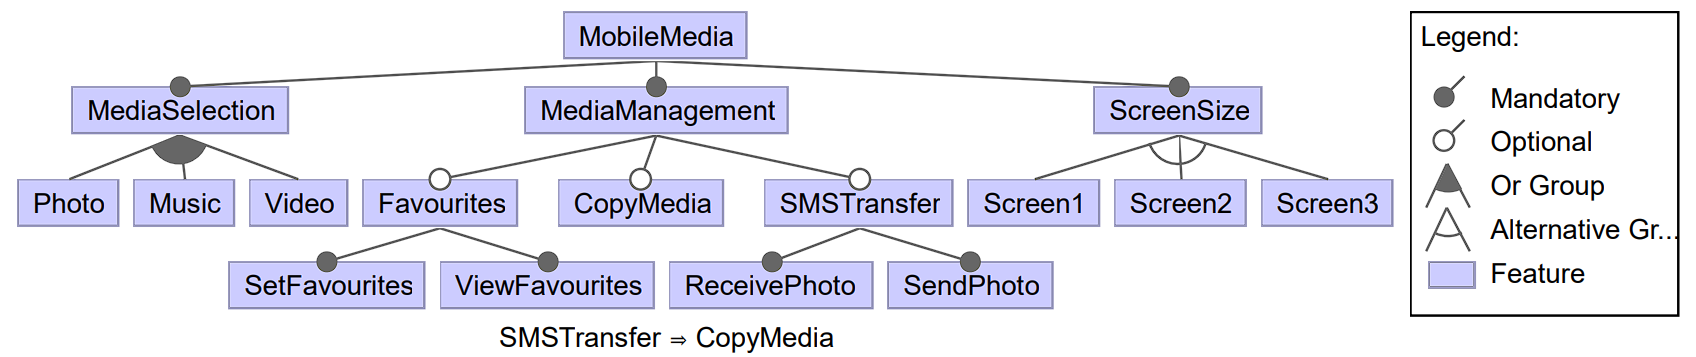 MobileMedia
MediaSelection
MediaManagement
ScreenSize
Photo
Music
Video
Favourites
CopyMedia
SMSTransfer
Screen1
Screen2
Screen3
SetFavourites
ViewFavourites
ReceivePhoto
SendPhoto
SMSTransfer ⇒ CopyMedia
Legend:
Mandatory
Optional
Or Group
Alternative Gr...
Feature